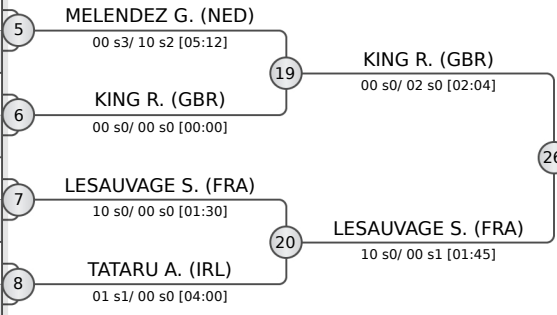 5
MELENDEZ G. (NED)
00 s3/ 10 s2 [05:12]
19
KING R. (GBR)
00 s0/ 02 s0 [02:04]
6
KING R. (GBR)
00 s0/ 00 s0 [00:00]
26
7
LESAUVAGE S. (FRA)
10 s0/ 00 s0 [01:30]
20
LESAUVAGE S. (FRA)
10 s0/ 00 s1 [01:45]
8
TATARU A. (IRL)
01 s1/ 00 s0 [04:00]